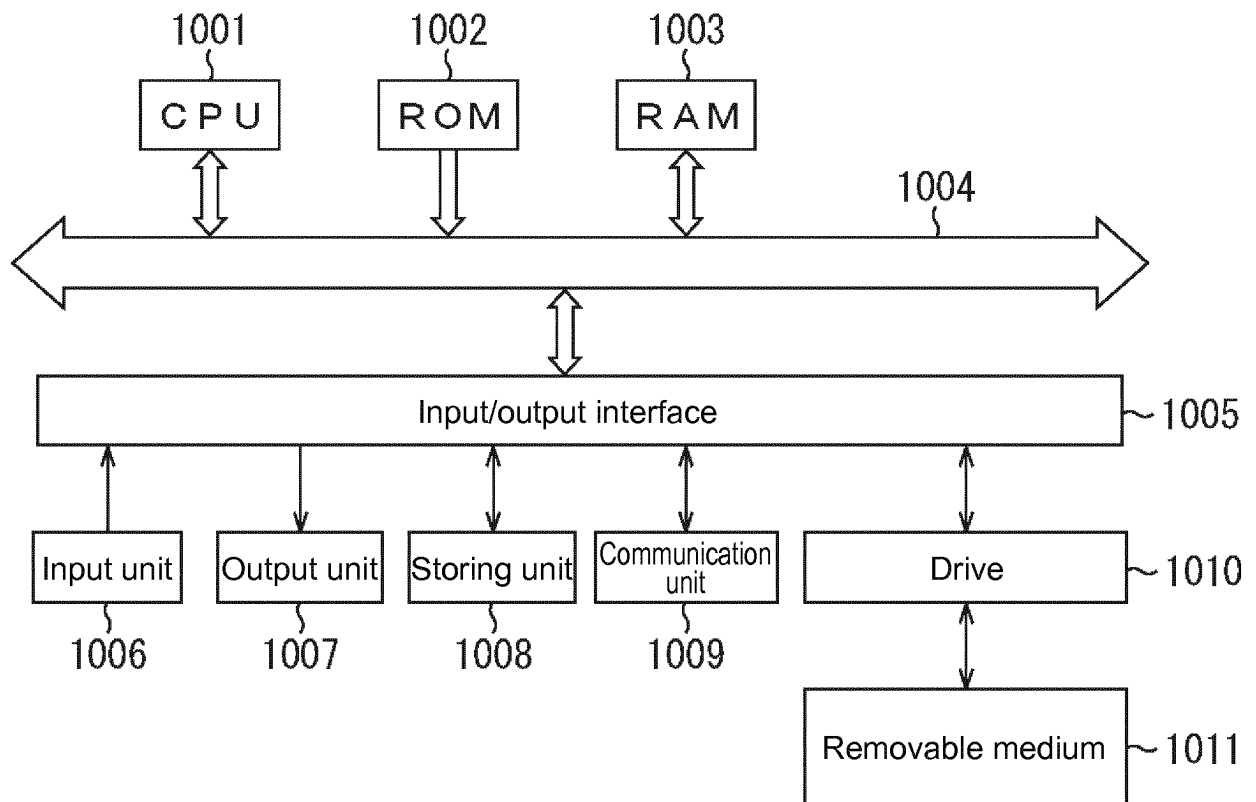 1001
1002
1003
CPU
ROM
RAM
1004
Input/output interface
1005
Input unit
Output unit
Storing unit
Communication
unit
Drive
1010
1006
1007
1008
1009
Removable medium
1011